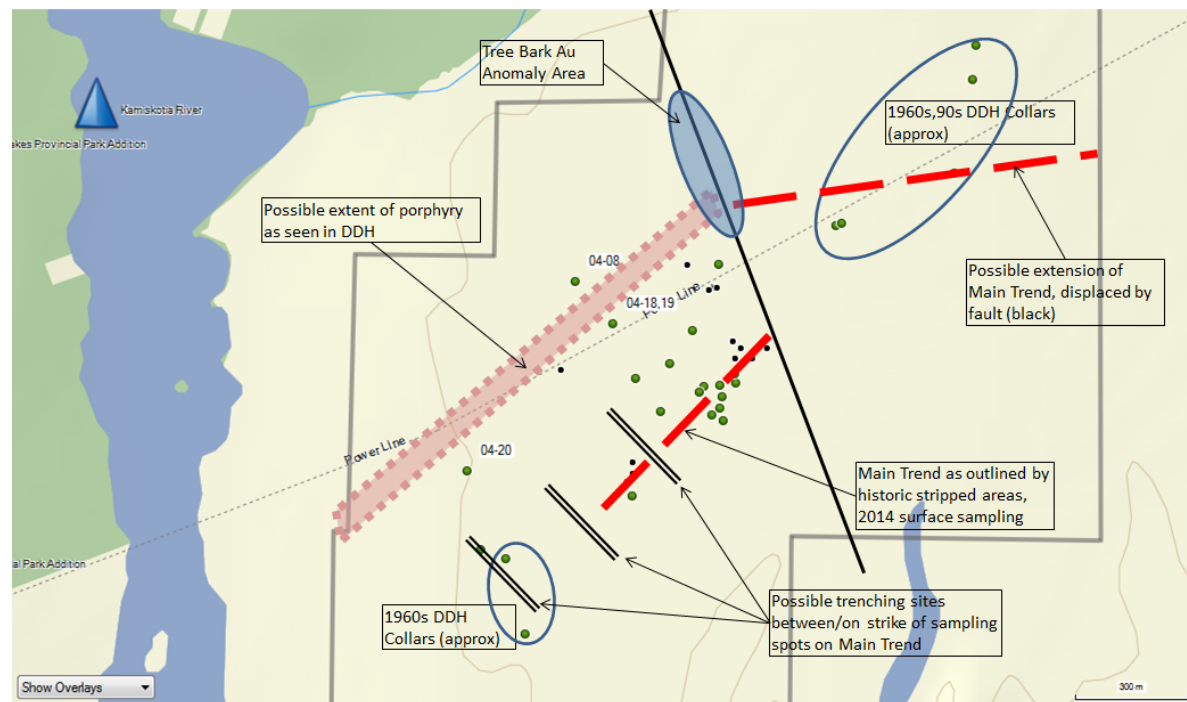 Tree Bark Au
Anomaly Area
Kamiskotia River
akes Provincial Park Addition
1960s,90s DDH Collars
(approx)
Possible extent of porphyry
as seen in DDH
04-08
04-18,19
Power Line
Possible extension of
Main Trend, displaced by
fault (black)
Power Line
04-20
Main Trend as outlined by
historic stripped areas,
2014 surface sampling
al Park Addition
1960s DDH
Collars (approx)
Possible trenching sites
between/on strike of sampling
spots on Main Trend
Show Overlays
300 m